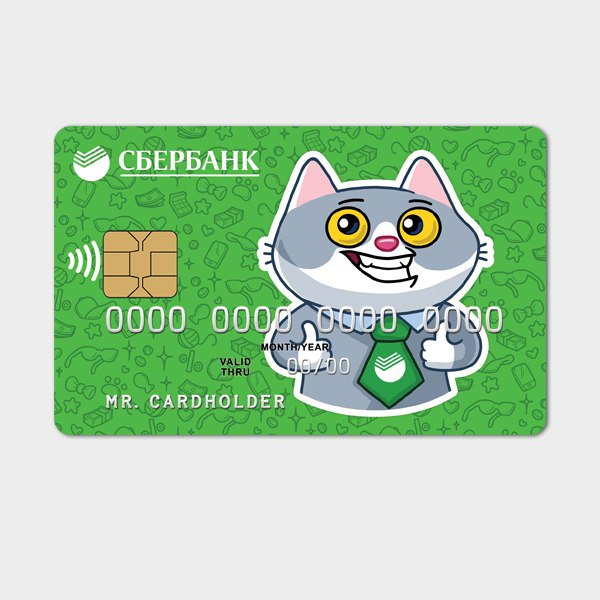 СБЕРБАНК
0000 0000 0000 0000
MONTH/YEAR
VALID
THRU
00/00
MR. CARDHOLDER